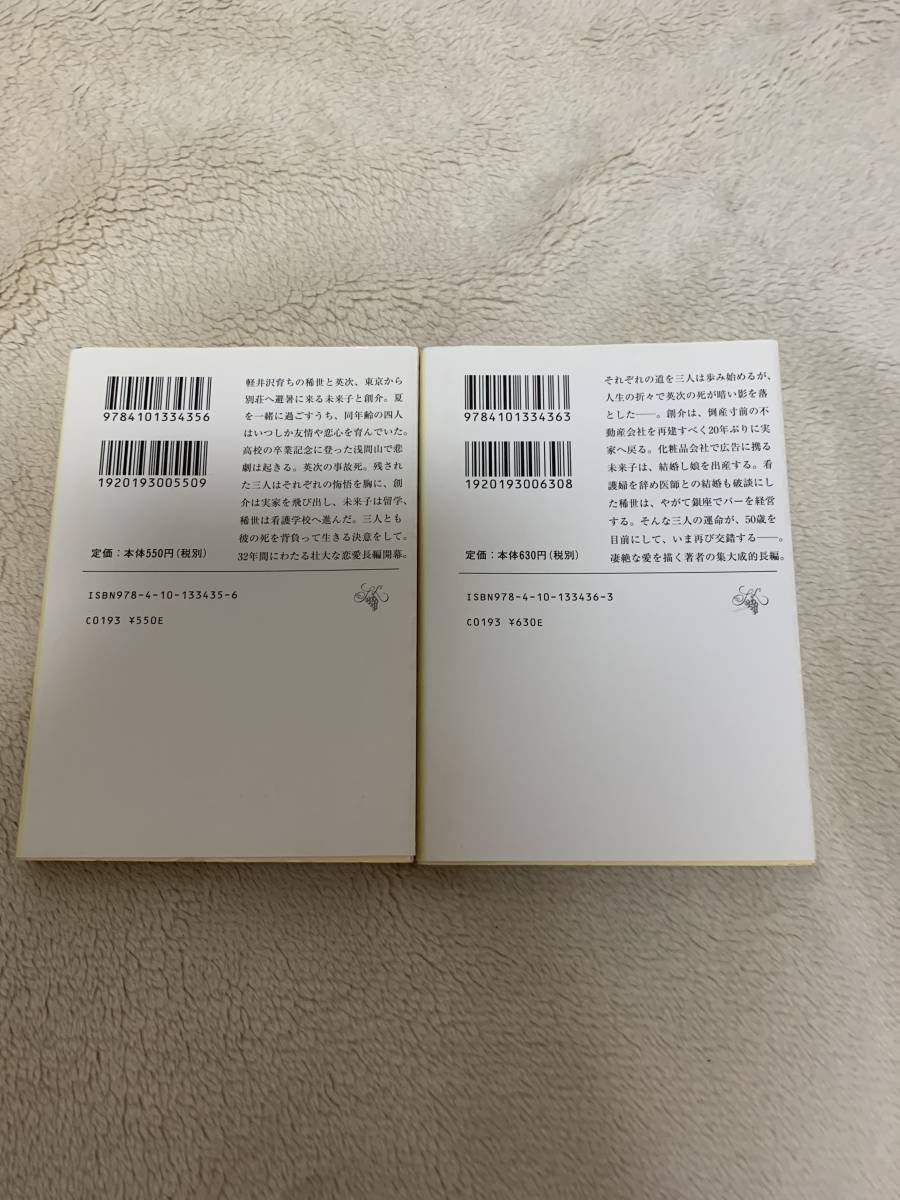 9784101334356
1920193005509
定価：本体550円（税別）
軽井沢育ちの稀世と英次、東京から
別荘へ避暑に来る未来子と創介。夏
を一緒に過ごすうち、同年齢の四人
はいつしか友情や恋心を育んでいた。
高校の卒業記念に登った浅間山で悲
劇は起きる。英次の事故死。残され
た三人はそれぞれの悔悟を胸に、創
介は実家を飛び出し、未来子は留学、
稀世は看護学校へ進んだ。三人とも
彼の死を背負って生きる決意をして。
32年間にわたる壮大な恋愛長編開幕。
ISBN978-4-10-133435-6
C0193 ¥550E
9784101334363
1920193006308
定価：本体630円（税別）
それぞれの道を三人は歩み始めるが、
人生の折々で英次の死が暗い影を落
とした――。創介は、倒産寸前の不
動産会社を再建すべく20年ぶりに実
家へ戻る。化粧品会社で広告に携る
未来子は、結婚し娘を出産する。看
護婦を辞め医師との結婚も破談にし
た稀世は、やがて銀座でバーを経営
する。そんな三人の運命が、50歳を
目前にして、いま再び交錯する――。
凄絶な愛を描く著者の集大成的長編。
ISBN978-4-10-133436-3
C0193 ¥630E